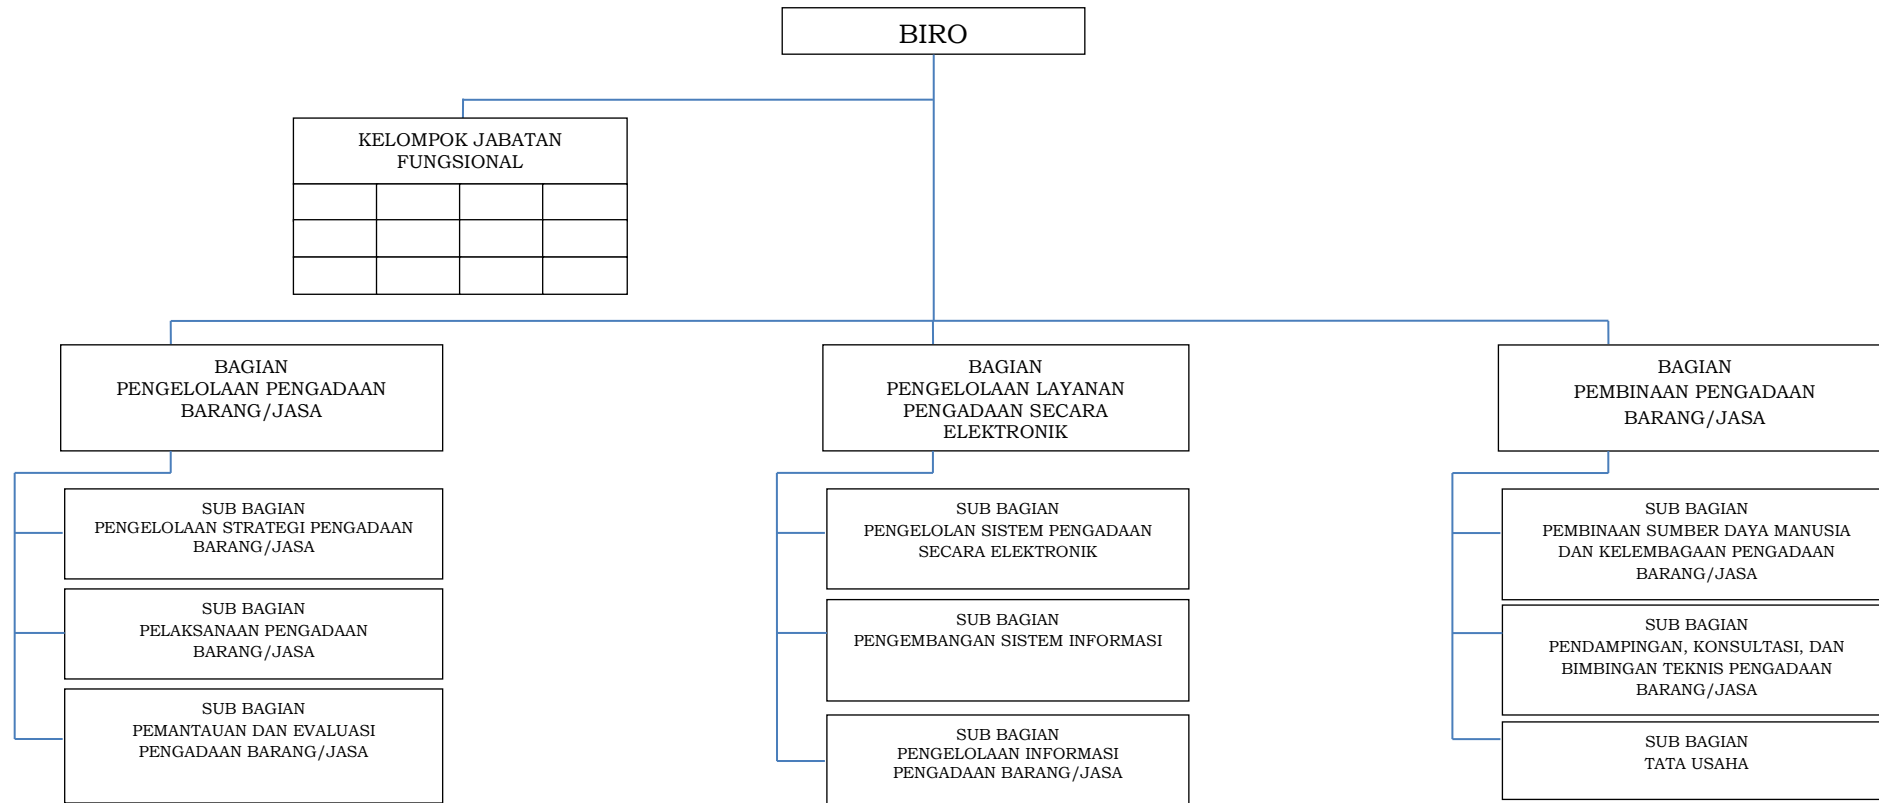 BIRO
KELOMPOK JABATAN
FUNGSIONAL
BAGIAN
PENGELOLAAN PENGADAAN
BARANG/JASA
SUB BAGIAN
PENGELOLAAN STRATEGI PENGADAAN
BARANG/JASA
SUB BAGIAN
PELAKSANAAN PENGADAAN
BARANG/JASA
SUB BAGIAN
PEMANTAUAN DAN EVALUASI
PENGADAAN BARANG/JASA
BAGIAN
PENGELOLAAN LAYANAN
PENGADAAN SECARA
ELEKTRONIK
SUB BAGIAN
PENGELOLAN SISTEM PENGADAAN
SECARA ELEKTRONIK
SUB BAGIAN
PENGEMBANGAN SISTEM INFORMASI
SUB BAGIAN
PENGELOLAAN INFORMASI
PENGADAAN BARANG/JASA
BAGIAN
PEMBINAAN PENGADAAN
BARANG/JASA
SUB BAGIAN
PEMBINAAN SUMBER DAYA MANUSIA
DAN KELEMBAGAAN PENGADAAN
BARANG/JASA
SUB BAGIAN
PENDAMPINGAN, KONSULTASI, DAN
BIMBINGAN TEKNIS PENGADAAN
BARANG/JASA
SUB BAGIAN
TATA USAHA